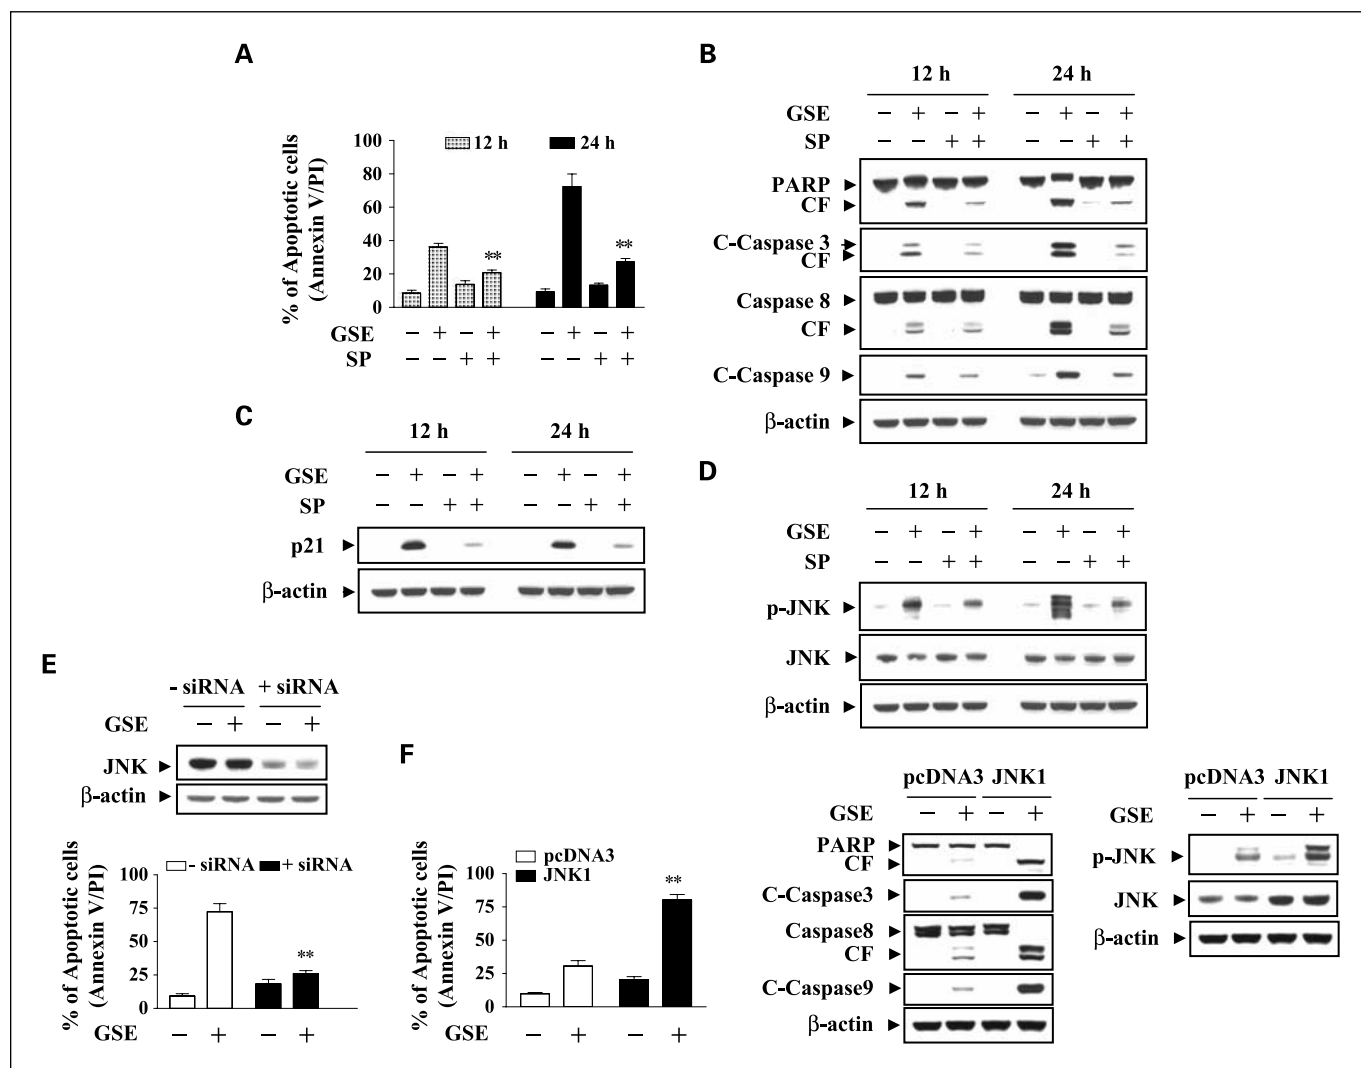 A
% of Apoptotic cells
(Annexin V/PI)
100
80
60
40
20
0
12 h
24 h
**
**
GSE – + – + – + – +
SP – – + + – – + +
B
12 h 24 h
GSE – + – + – + – +
SP – – + + – – + +
PARP
CF
C-Caspase 3
CF
Caspase 8
CF
C-Caspase 9
β-actin
C
12 h 24 h
GSE – + – + – + – +
SP – – + + – – + +
p21
β-actin
D
12 h 24 h
GSE – + – + – + – +
SP – – + + – – + +
p-JNK
JNK
β-actin
E
- siRNA + siRNA
GSE – + – +
JNK
β-actin
% of Apoptotic cells
(Annexin V/PI)
100
75
50
25
0
- siRNA + siRNA
**
GSE – + – +
F
% of Apoptotic cells
(Annexin V/PI)
100
75
50
25
0
pcDNA3
JNK1
**
GSE – + – +
pcDNA3 JNK1
GSE – + – +
PARP
CF
C-Caspase3
Caspase8
CF
C-Caspase9
β-actin
pcDNA3 JNK1
GSE – + – +
p-JNK
JNK
β-actin